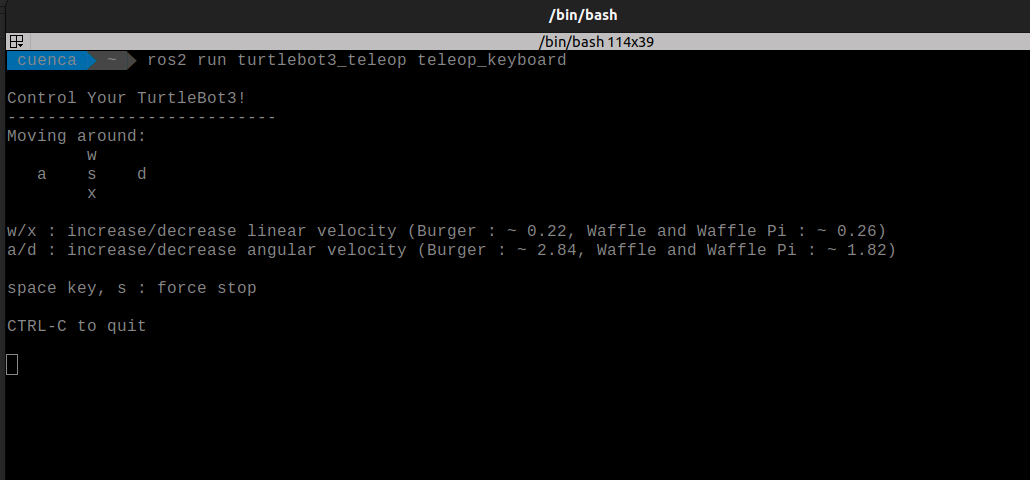 /bin/bash
/bin/bash 114x39
cuenca ~ ros2 run turtlebot3_teleop teleop_keyboard
Control Your TurtleBot3!
---------------------------
Moving around:
        w
   a    s    d
        x
w/x : increase/decrease linear velocity (Burger : ~ 0.22, Waffle and Waffle Pi : ~ 0.26)
a/d : increase/decrease angular velocity (Burger : ~ 2.84, Waffle and Waffle Pi : ~ 1.82)
space key, s : force stop
CTRL-C to quit